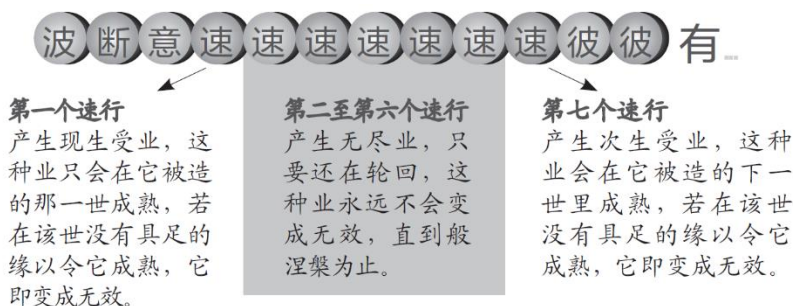 波断意速速速速速速速彼彼有...
第一个速行
产生现生受业，这
种业只会在它被造
的那一世成熟，若
在该世没有具足的
缘以令它成熟，它
即变成无效。
第二至第六个速行
产生无尽业，只
要还在轮回，这
种业永远不会变
成无效，直到般
涅槃为止。
第七个速行
产生次生受业，这种
业会在它被造的下一
世里成熟，若在该世
没有具足的缘以令它
成熟，它即变成无效。